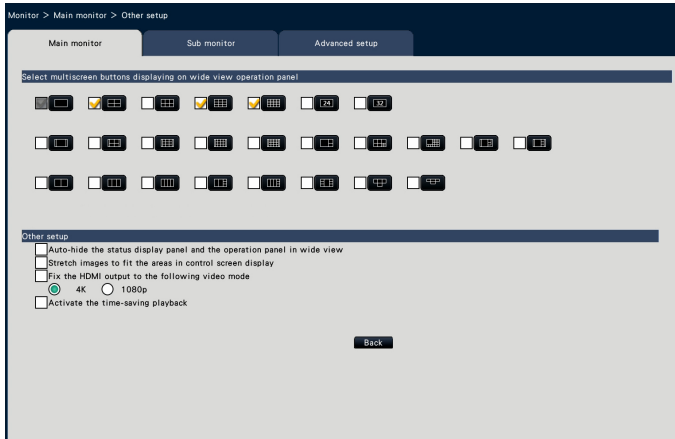 Monitor > Main monitor > Other setup
Main monitor Sub monitor Advanced setup
Select multiscreen buttons displaying on wide view operation panel
24 32
Other setup
Auto-hide the status display panel and the operation panel in wide view
Stretch images to fit the areas in control screen display
Fix the HDMI output to the following video mode
4K 1080p
Activate the time-saving playback
Back